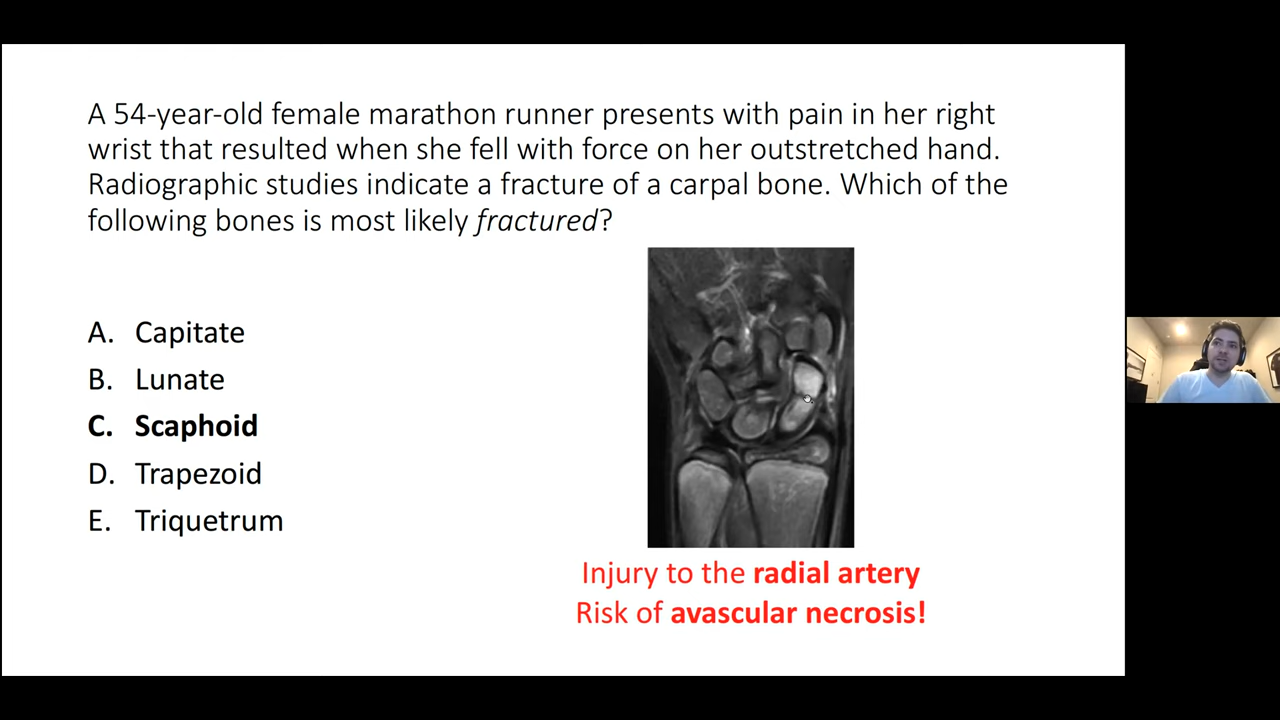 A 54-year-old female marathon runner presents with pain in her right
wrist that resulted when she fell with force on her outstretched hand.
Radiographic studies indicate a fracture of a carpal bone. Which of the
following bones is most likely fractured?
A. Capitate
B. Lunate
C. Scaphoid
D. Trapezoid
E. Triquetrum
Injury to the radial artery
Risk of avascular necrosis!